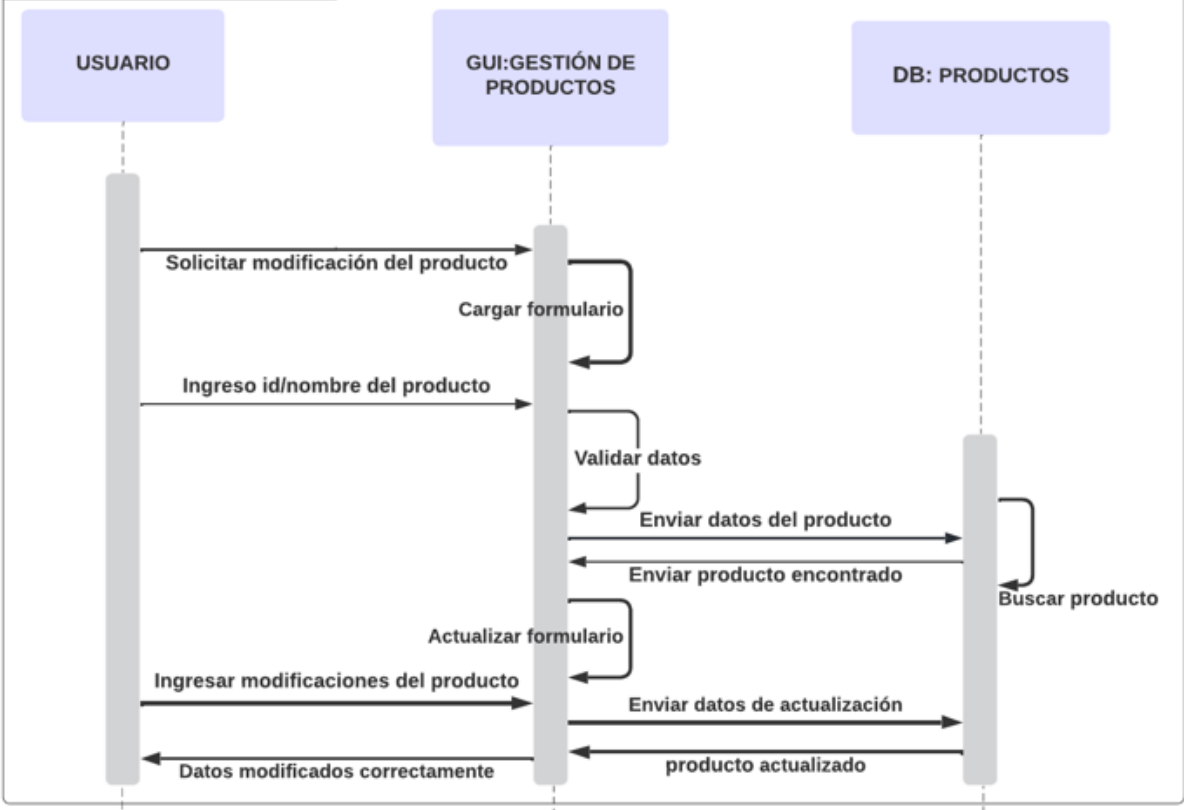 USUARIO
GUI:GESTIÓN DE
PRODUCTOS
DB: PRODUCTOS
Solicitar modificación del producto
Cargar formulario
Ingreso id/nombre del producto
Validar datos
Enviar datos del producto
Enviar producto encontrado
Buscar producto
Actualizar formulario
Ingresar modificaciones del producto
Enviar datos de actualización
producto actualizado
Datos modificados correctamente